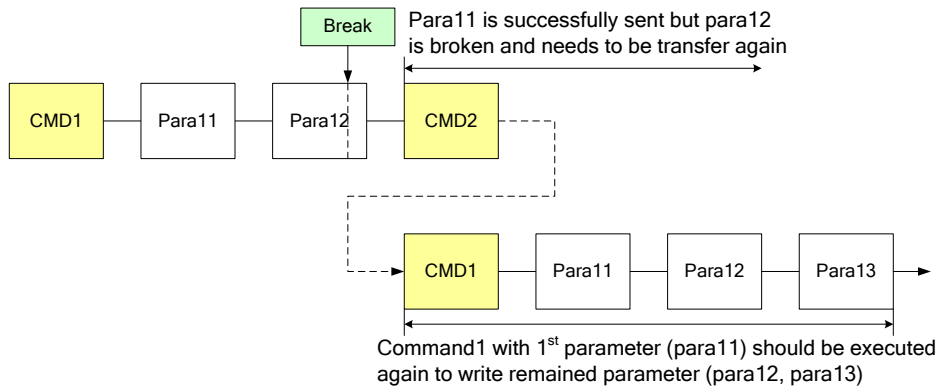 Break
Para11 is successfully sent but para12
is broken and needs to be transfer again
CMD1
Para11
Para12
CMD2
CMD1
Para11
Para12
Para13
Command1 with 1st parameter (para11) should be executed
again to write remained parameter (para12, para13)